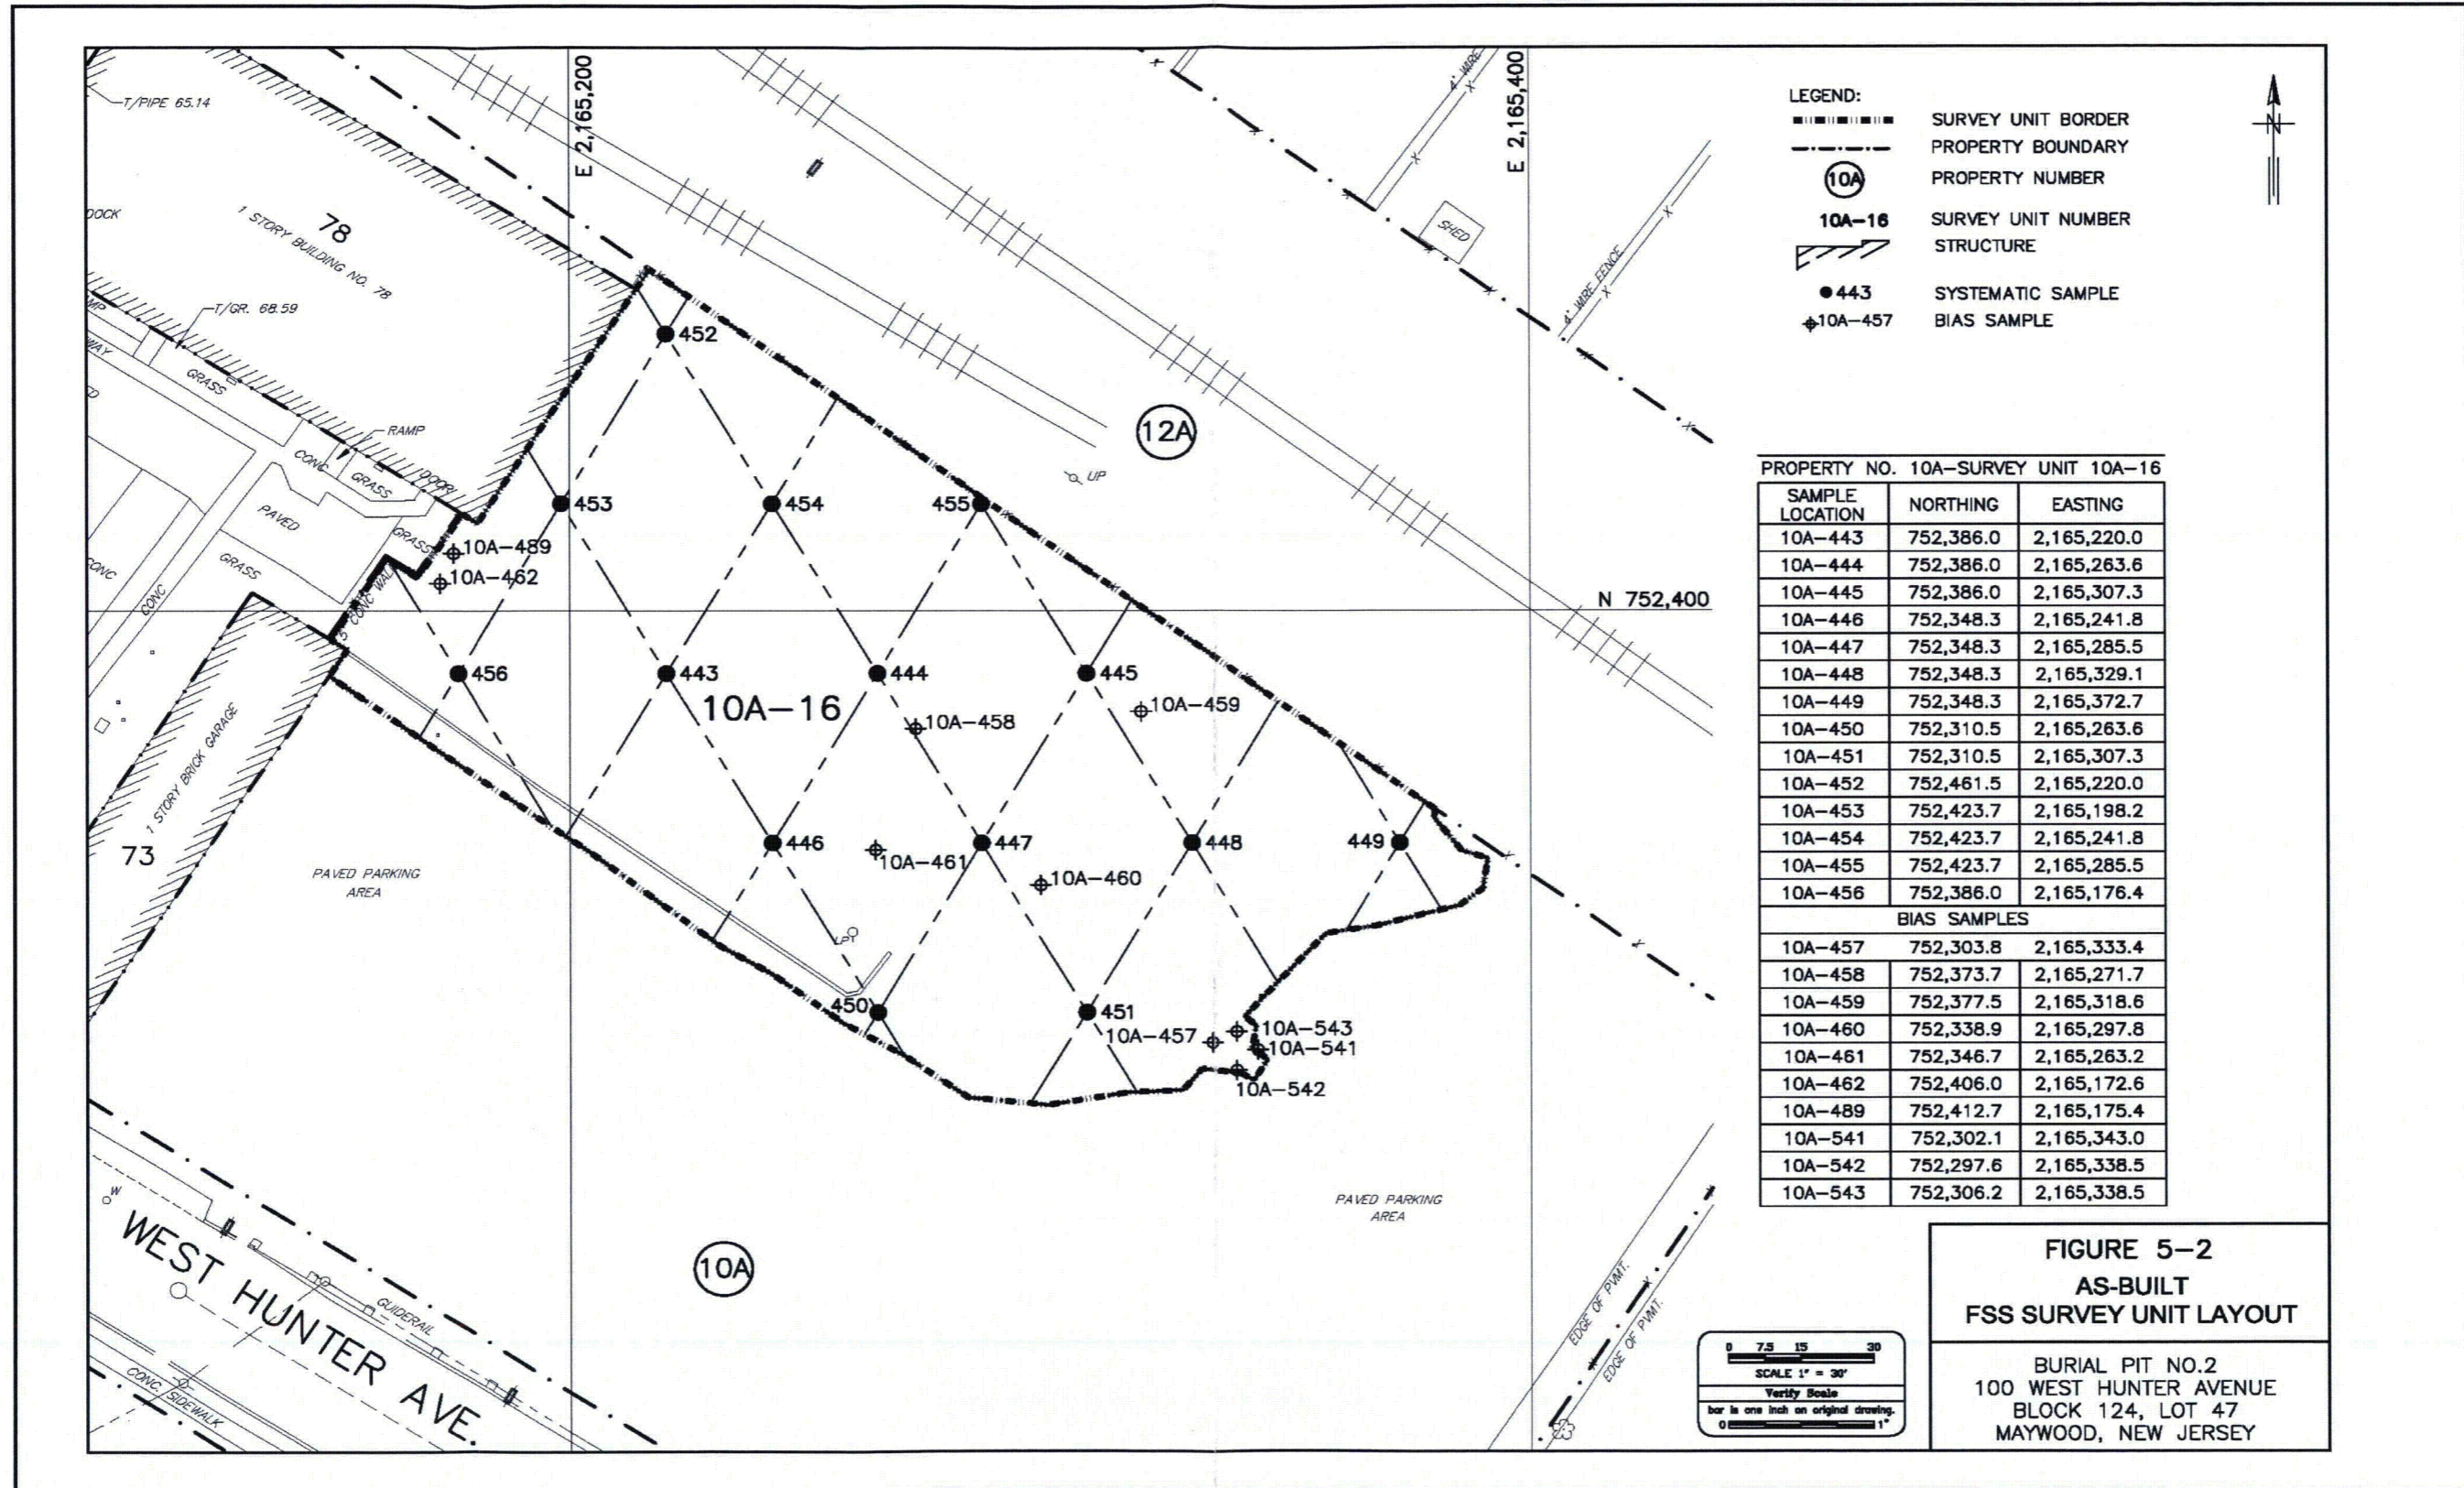 T/PIPE 65.14
DOCK
78
1 STORY BUILDING NO. 78
T/GR. 68.59
WAY
GRASS
RAMP
CONC
GRASS
DOOR
PAVED
GRASS
GRASS
CONC
CONC
5' CONC WALL
1 STORY BRICK GARAGE
73
PAVED PARKING
AREA
E 2,165,200
E 2,165,400
4' WIRE
SHED
4' WIRE FENCE
12A
UP
N 752,400
452
453
454
455
10A-489
10A-462
456
443
444
445
10A-16
10A-458
10A-459
446
10A-461
447
10A-460
448
449
LP
450
451
10A-457
10A-543
10A-541
10A-542
PAVED PARKING
AREA
10A
W
WEST HUNTER AVE.
GUIDERAIL
CONC. SIDEWALK
EDGE OF PVMT.
EDGE OF PVMT.
LEGEND:
SURVEY UNIT BORDER
PROPERTY BOUNDARY
10A PROPERTY NUMBER
10A-16 SURVEY UNIT NUMBER
STRUCTURE
443 SYSTEMATIC SAMPLE
10A-457 BIAS SAMPLE
N
PROPERTY NO. 10A-SURVEY UNIT 10A-16
SAMPLE LOCATION NORTHING EASTING
10A-443 752,386.0 2,165,220.0
10A-444 752,386.0 2,165,263.6
10A-445 752,386.0 2,165,307.3
10A-446 752,348.3 2,165,241.8
10A-447 752,348.3 2,165,285.5
10A-448 752,348.3 2,165,329.1
10A-449 752,348.3 2,165,372.7
10A-450 752,310.5 2,165,263.6
10A-451 752,310.5 2,165,307.3
10A-452 752,461.5 2,165,220.0
10A-453 752,423.7 2,165,198.2
10A-454 752,423.7 2,165,241.8
10A-455 752,423.7 2,165,285.5
10A-456 752,386.0 2,165,176.4
BIAS SAMPLES
10A-457 752,303.8 2,165,333.4
10A-458 752,373.7 2,165,271.7
10A-459 752,377.5 2,165,318.6
10A-460 752,338.9 2,165,297.8
10A-461 752,346.7 2,165,263.2
10A-462 752,406.0 2,165,172.6
10A-489 752,412.7 2,165,175.4
10A-541 752,302.1 2,165,343.0
10A-542 752,297.6 2,165,338.5
10A-543 752,306.2 2,165,338.5
0 7.5 15 30
SCALE 1" = 30'
Verify Scale
bar is one inch on original drawing.
0 1"
FIGURE 5-2
AS-BUILT
FSS SURVEY UNIT LAYOUT
BURIAL PIT NO.2
100 WEST HUNTER AVENUE
BLOCK 124, LOT 47
MAYWOOD, NEW JERSEY